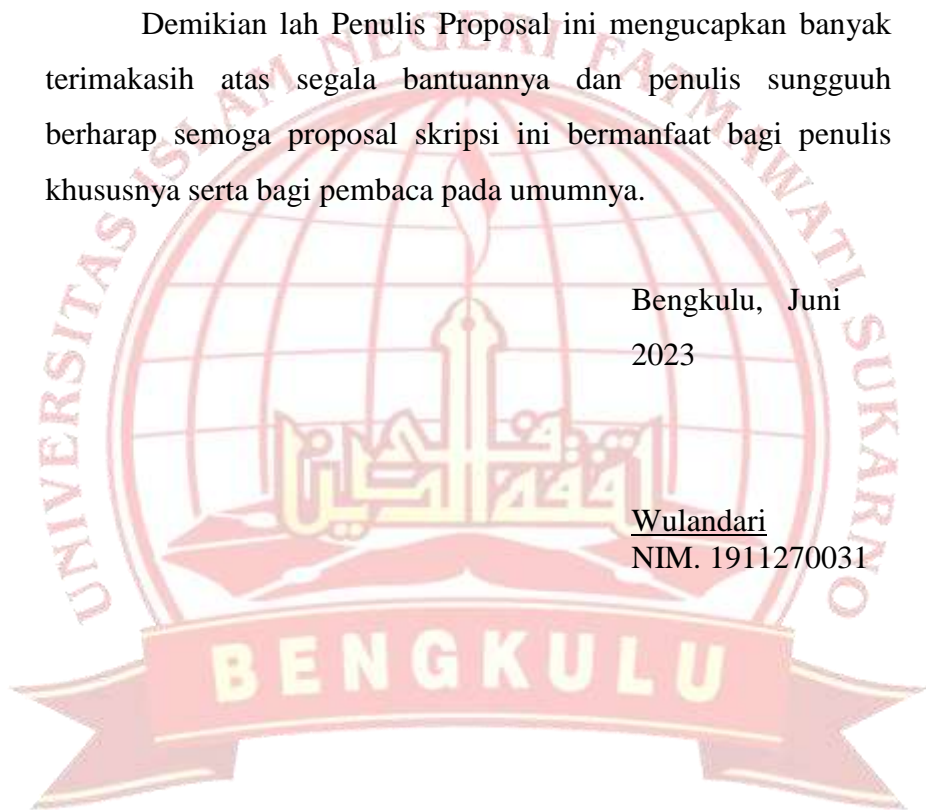 Demikian lah Penulis Proposal ini mengucapkan banyak
terimakasih atas segala bantuannya dan penulis sungguuh
berharap semoga proposal skripsi ini bermanfaat bagi penulis
khususnya serta bagi pembaca pada umumnya.
Bengkulu, Juni
2023
Wulandari
NIM. 1911270031
UNIVERSITAS ISLAM NEGERI FATMAWATI SUKARNO
BENGKULU